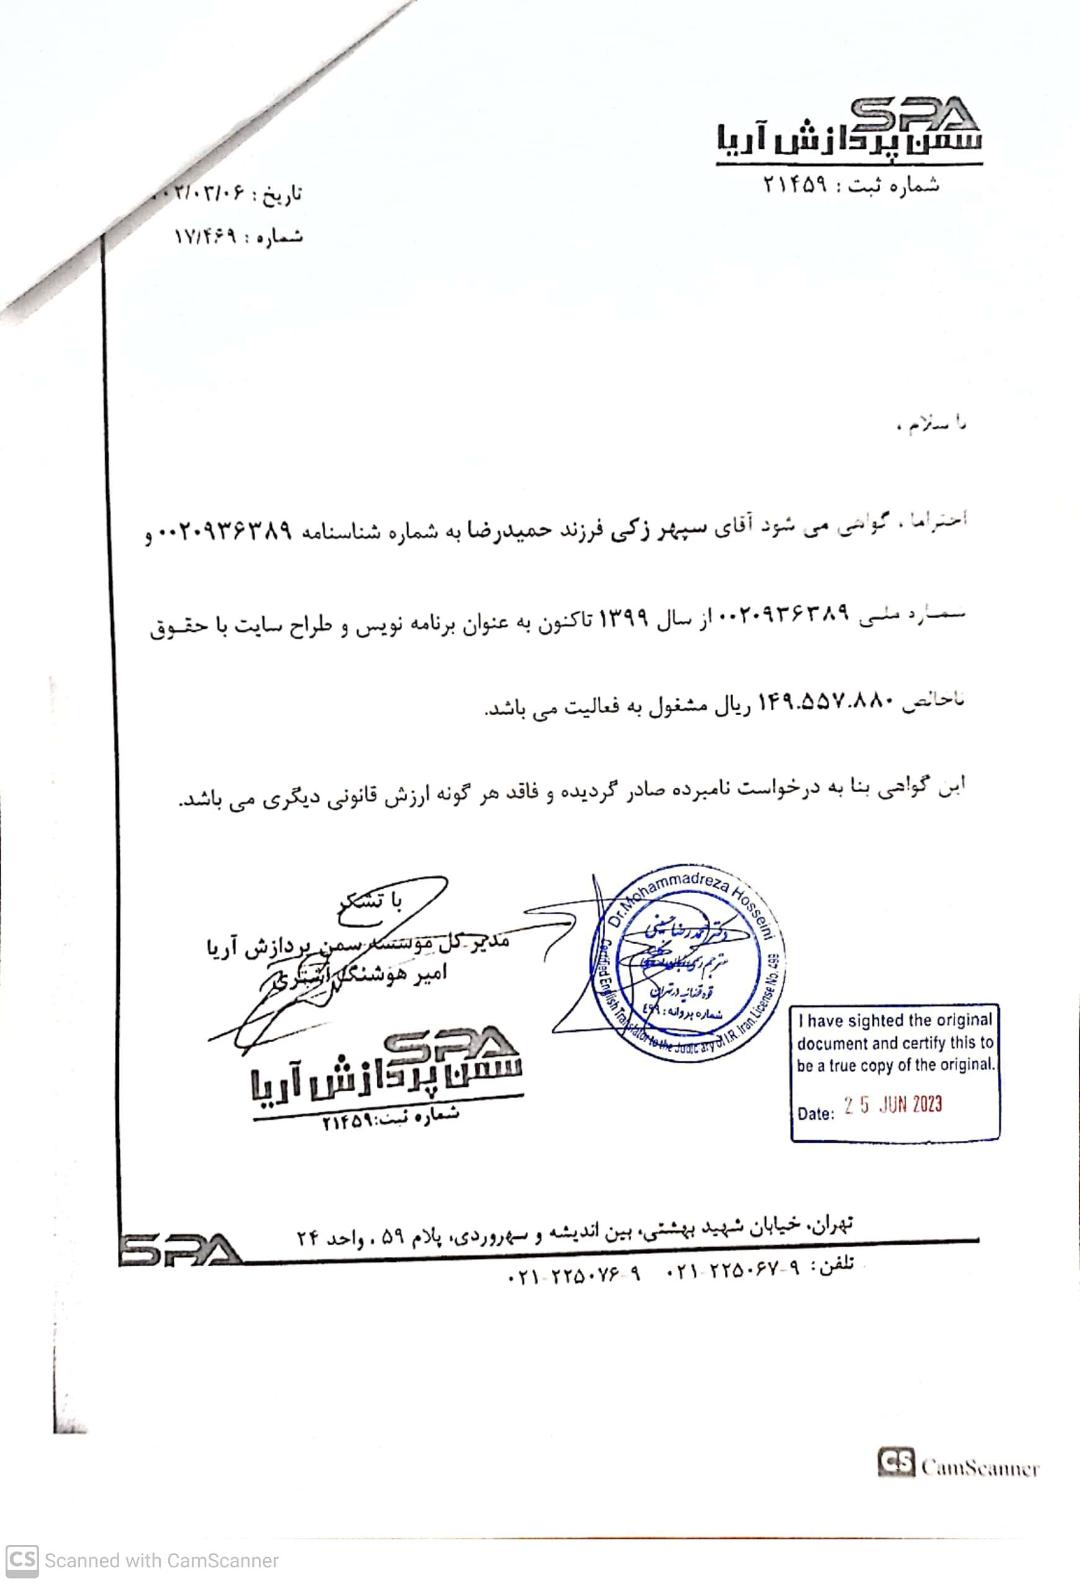 SPA
سمن پردازش آریا
شماره ثبت : ۲۱۴۵۹
تاریخ : ۰۲/۰۳/۰۶
شماره : ۱۷/۴۶۹
با سلام ،
احتراما ، گواهی می شود آقای سپهر زکی فرزند حمیدرضا به شماره شناسنامه ۰۰۲۰۹۳۶۳۸۹ و
شماره ملی ۰۰۲۰۹۳۶۳۸۹ از سال ۱۳۹۹ تاکنون به عنوان برنامه نویس و طراح سایت با حقوق
ناخالص ۱۴۹.۵۵۷.۸۸۰ ریال مشغول به فعالیت می باشد.
این گواهی بنا به درخواست نامبرده صادر گردیده و فاقد هر گونه ارزش قانونی دیگری می باشد.
با تشکر
مدیر کل مؤسسه سمن پردازش آریا
امیر هوشنگ اشتری
SPA
سمن پردازش آریا
شماره ثبت:۲۱۴۵۹
Dr.Mohammadreza Hosseini
Certified English Translator to the Judiciary of I.R. Iran, License No. 499
دکتر محمدرضا حسینی
مترجم رسمی زبان انگلیسی
قوه قضائیه در تهران
شماره پروانه : ٤٩٩
I have sighted the original
document and certify this to
be a true copy of the original.
Date: 25 JUN 2023
تهران، خیابان شهید بهشتی، بین اندیشه و سهروردی، پلام ۵۹ ، واحد ۲۴
SPA
تلفن: ۹-۰۲۱-۲۲۵۰۶۷ ۹-۰۲۱-۲۲۵۰۷۶
CS CamScanner
CS Scanned with CamScanner